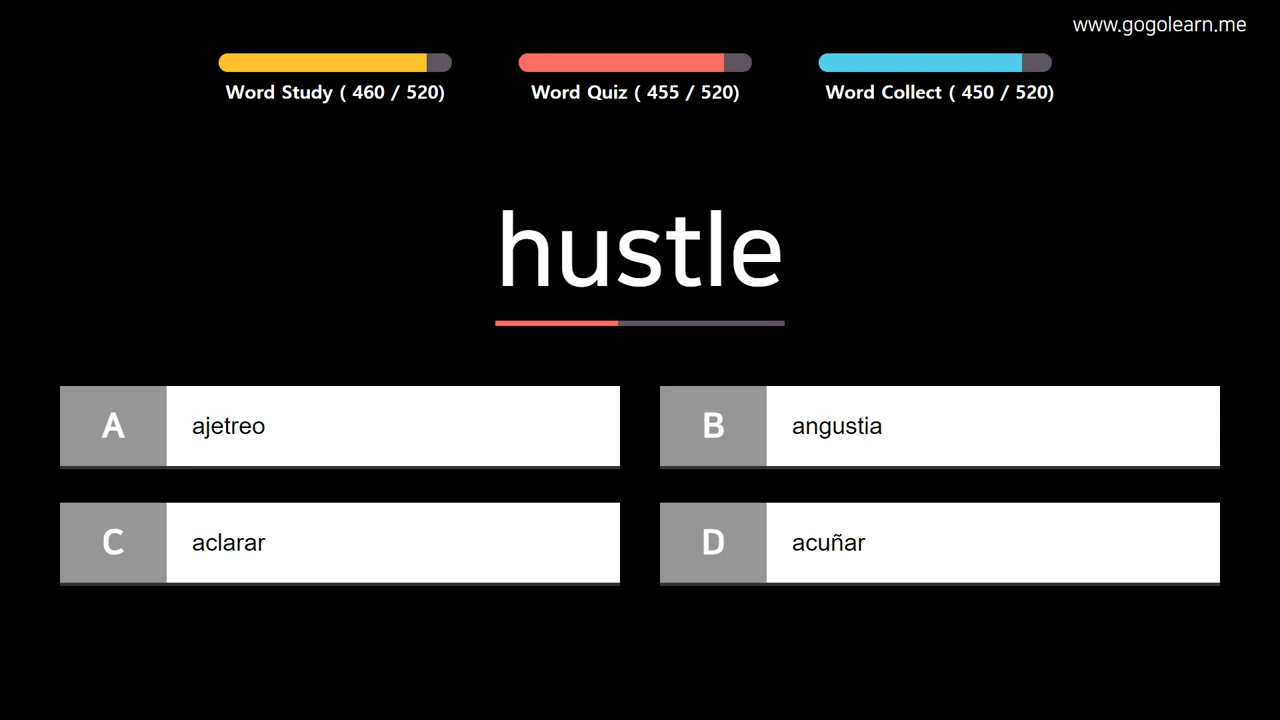 www.gogolearn.me
Word Study ( 460 / 520)
Word Quiz ( 455 / 520)
Word Collect ( 450 / 520)
hustle
A ajetreo
B angustia
C aclarar
D acuñar